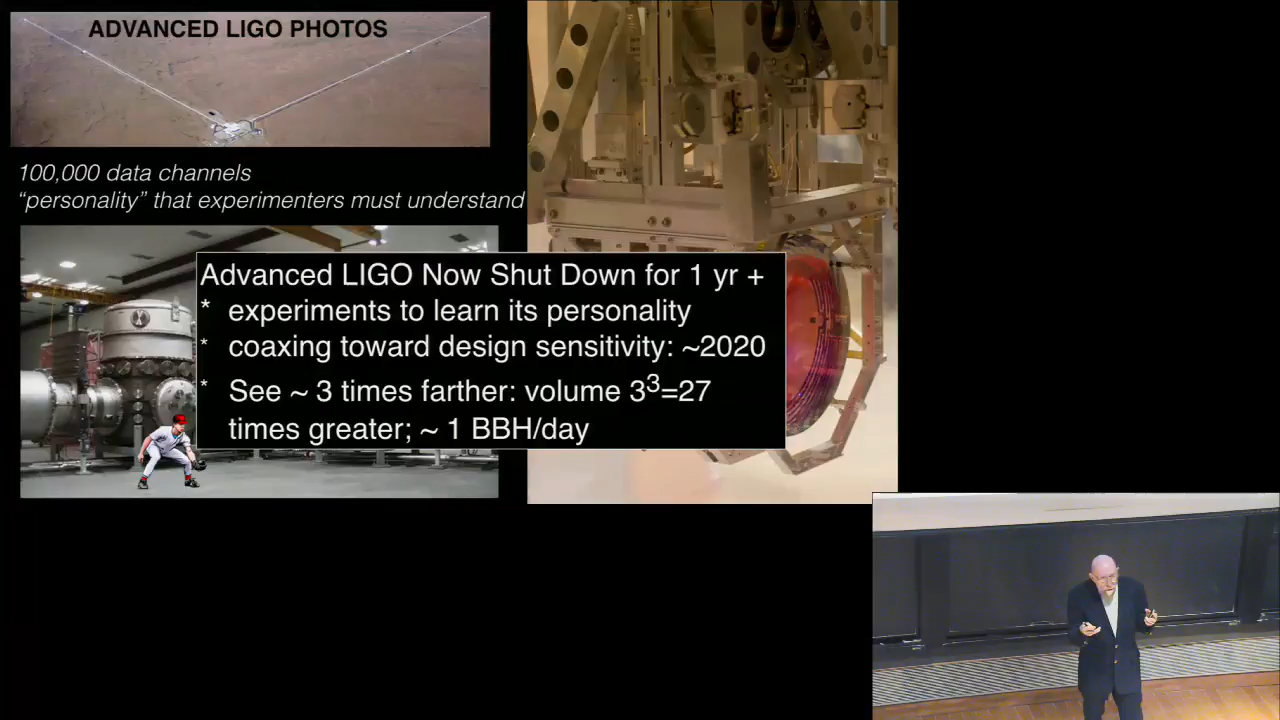 ADVANCED LIGO PHOTOS
100,000 data channels
“personality” that experimenters must understand
Advanced LIGO Now Shut Down for 1 yr +
* experiments to learn its personality
* coaxing toward design sensitivity: ~2020
* See ~ 3 times farther: volume 3³=27
times greater; ~ 1 BBH/day